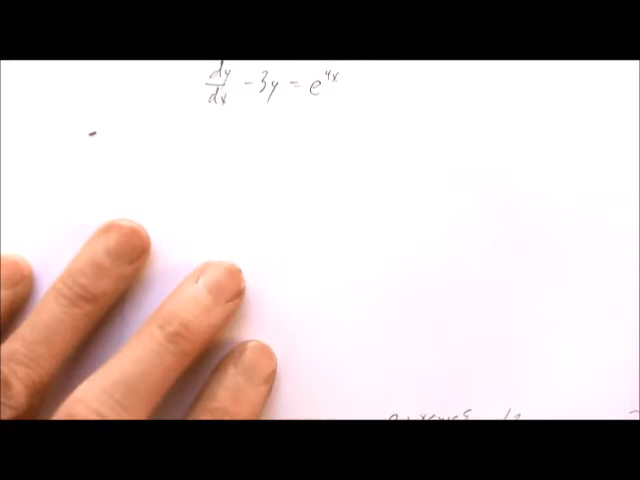 dy/dx - 3y = e^4x